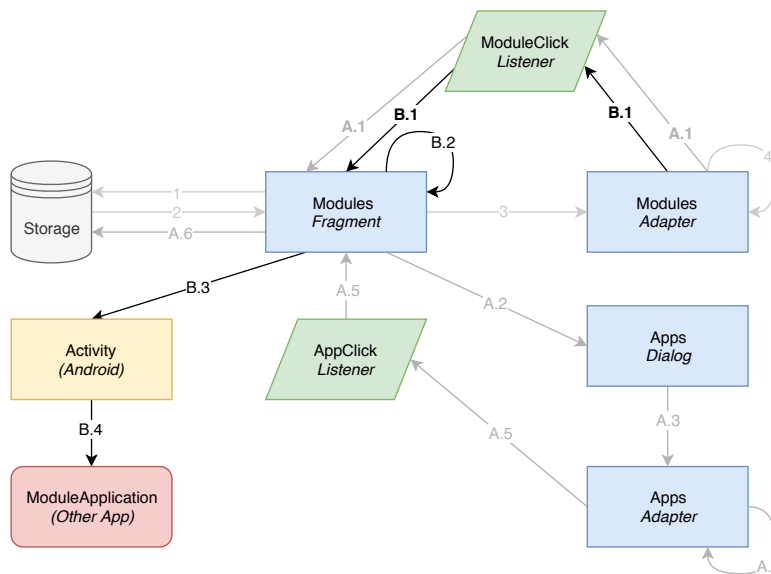 ModuleClick
Listener
A.1
B.1
B.1
A.1
B.2
4
1
Modules
Fragment
Modules
Adapter
Storage
2
3
A.6
B.3
A.5
A.2
Activity
(Android)
AppClick
Listener
Apps
Dialog
B.4
A.5
A.3
ModuleApplication
(Other App)
Apps
Adapter
A.